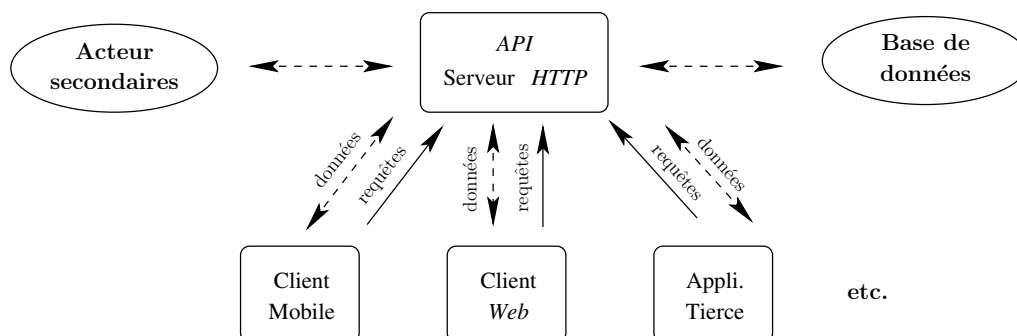 Acteur
secondaires
API
Serveur HTTP
Base de
données
données
requêtes
données
requêtes
requêtes
données
Client
Mobile
Client
Web
Appli.
Tierce
etc.